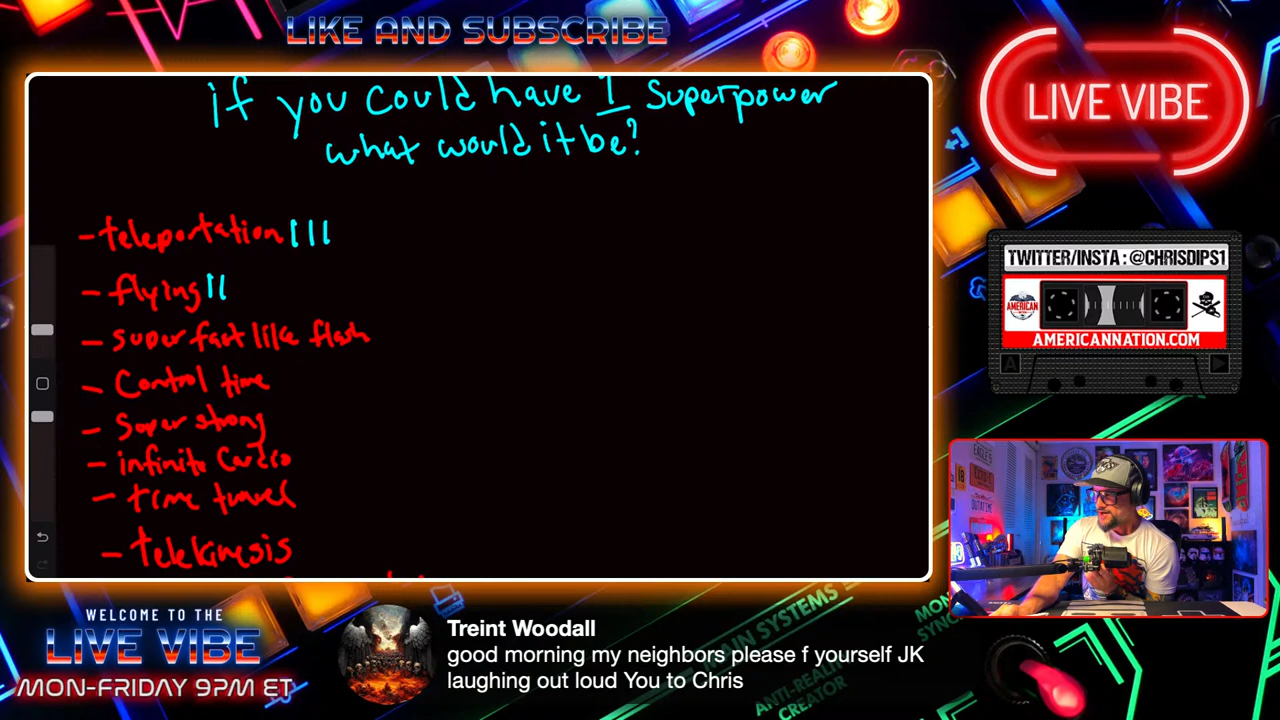 LIKE AND SUBSCRIBE
if you could have 1 Superpower
what would it be?
- teleportation III
- flying II
- super fast like flash
- Control time
- Super strong
- infinite Cardio
- time travel
- telekinesis
LIVE VIBE
TWITTER/INSTA : @CHRISDIPS1
AMERICAN
AMERICANNATION.COM
A
WELCOME TO THE
LIVE VIBE
MON-FRIDAY 9PM ET
Treint Woodall
good morning my neighbors please f yourself JK
laughing out loud You to Chris
SYSTEMS
CREATOR